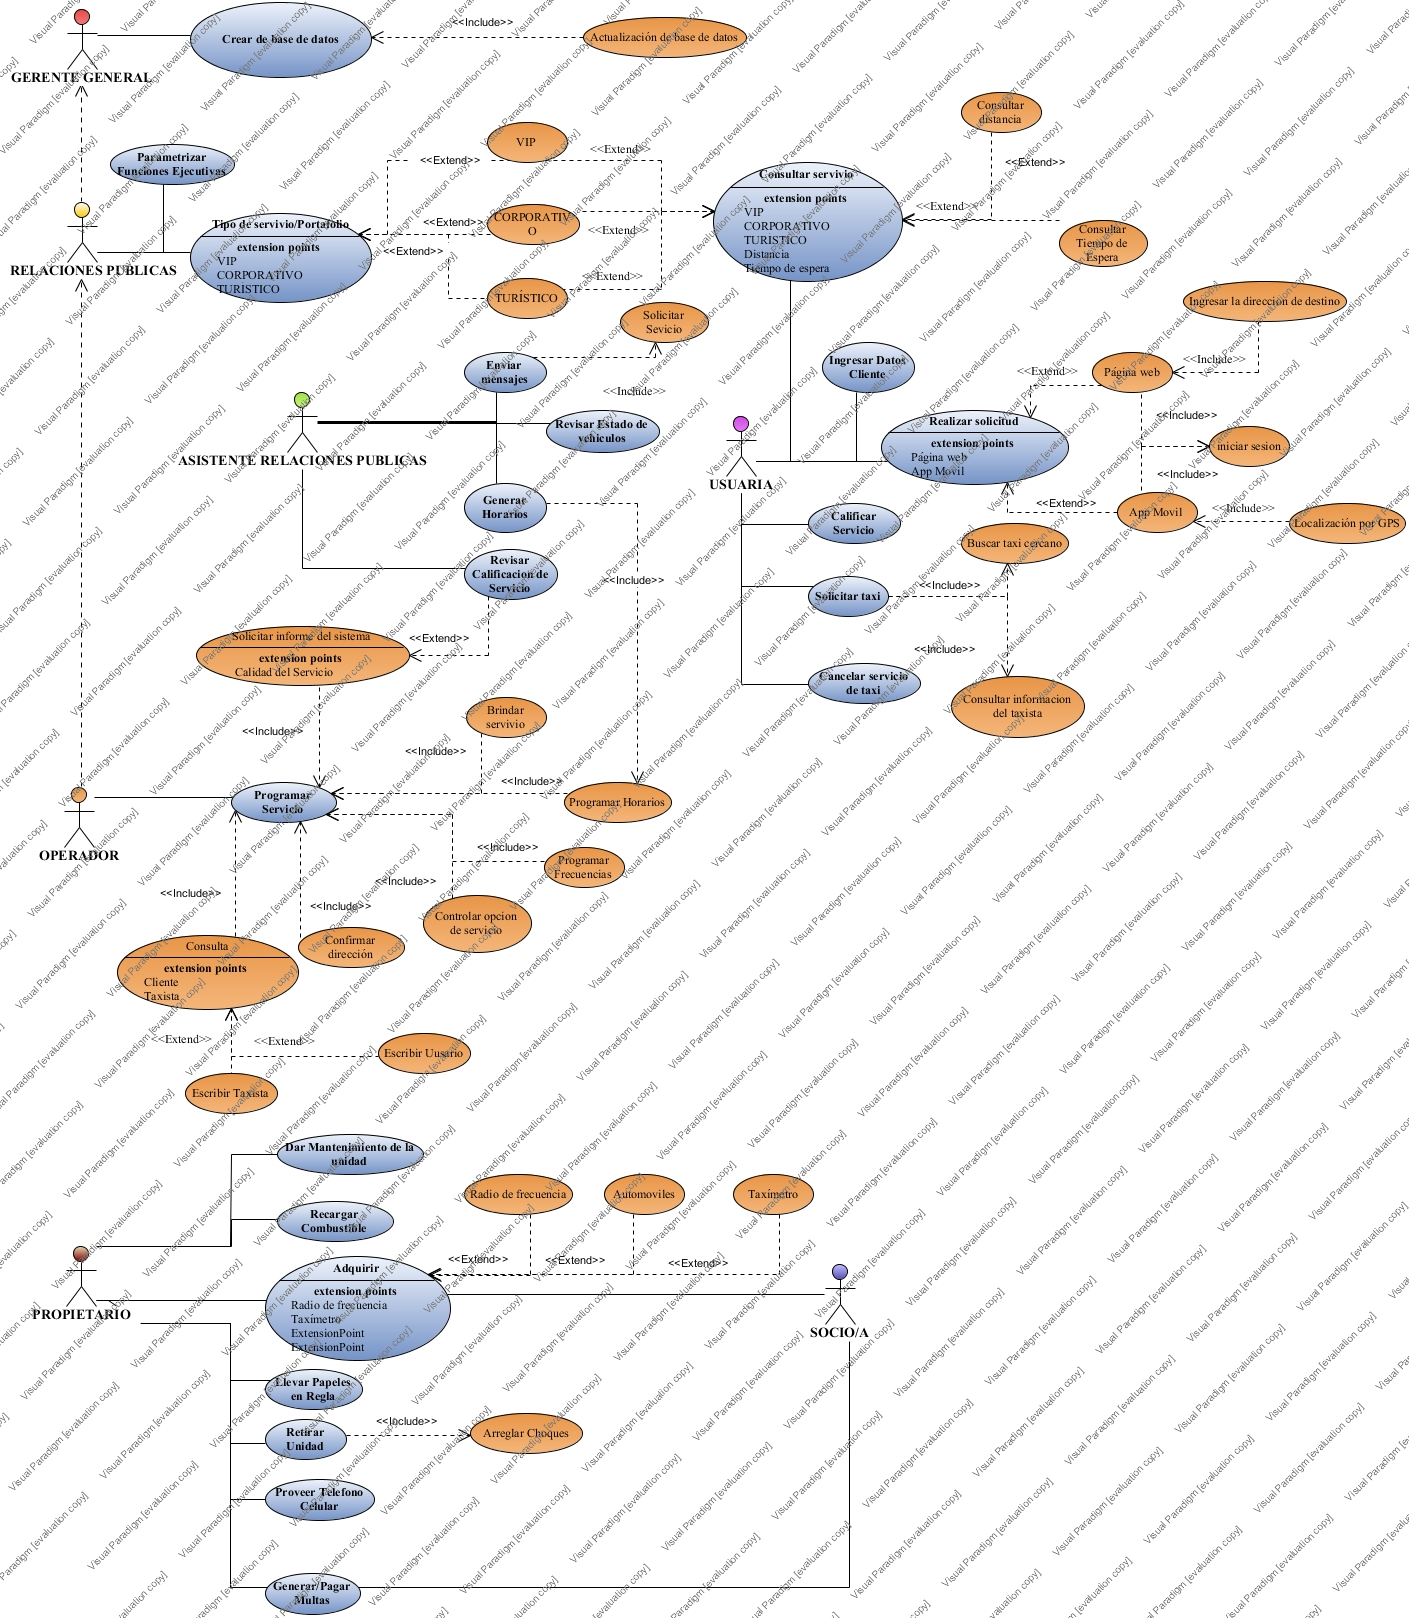 Crear de base de datos
<<Include>>
Actualización de base de datos
GERENTE GENERAL
Consultar
distancia
<<Extend>>
Parametrizar
Funciones Ejecutivas
<<Extend>>
VIP
<<Extend>>
Consultar servivio
extension points
VIP
CORPORATIVO
TURISTICO
Distancia
Tiempo de espera
<<Extend>>
Consultar
Tiempo de
Espera
RELACIONES PUBLICAS
Tipo de servivio/Portafolio
extension points
VIP
CORPORATIVO
TURISTICO
<<Extend>>
CORPORATIV
O
<<Extend>>
<<Extend>>
TURÍSTICO
<<Extend>>
Solicitar
Sevicio
Ingresar la direccion de destino
Enviar
mensajes
<<Include>>
Ingresar Datos
Cliente
<<Extend>>
Página web
<<Include>>
ASISTENTE RELACIONES PUBLICAS
Revisar Estado de
vehiculos
USUARIA
Realizar solicitud
extension points
Página web
App Movil
<<Include>>
iniciar sesion
<<Include>>
<<Extend>>
App Movil
<<Include>>
Localización por GPS
Generar
Horarios
Calificar
Servicio
Buscar taxi cercano
Revisar
Calificacion de
Servicio
<<Include>>
Solicitar taxi
<<Include>>
<<Include>>
Cancelar servicio
de taxi
Consultar informacion
del taxista
Solicitar informe del sistema
extension points
Calidad del Servicio
<<Extend>>
<<Include>>
Brindar
servivio
<<Include>>
<<Include>>
OPERADOR
Programar
Servicio
Programar Horarios
<<Include>>
Programar
Frecuencias
<<Include>>
<<Include>>
<<Include>>
Controlar opcion
de servicio
Consulta
extension points
Cliente
Taxista
Confirmar
dirección
<<Extend>>
<<Extend>>
Escribir Uusario
Escribir Taxista
Dar Mantenimiento de la
unidad
Recargar
Combustible
Radio de frecuencia
Automoviles
Taxímetro
<<Extend>>
<<Extend>>
<<Extend>>
PROPIETARIO
Adquirir
extension points
Radio de frecuencia
Taxímetro
ExtensionPoint
ExtensionPoint
SOCIO/A
Llevar Papeles
en Regla
Retirar
Unidad
<<Include>>
Arreglar Choques
Proveer Telefono
Celular
Generar/Pagar
Multas
Visual Paradigm [evaluation copy]